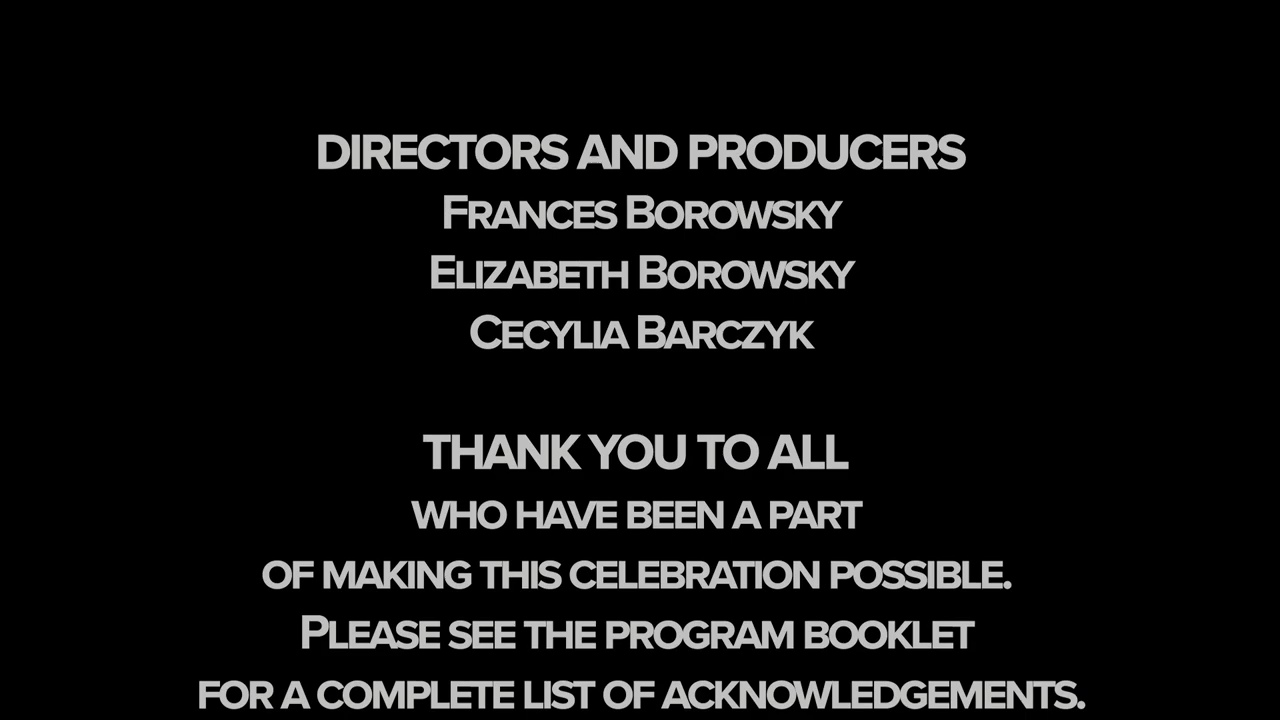 DIRECTORS AND PRODUCERS
Frances Borowsky
Elizabeth Borowsky
Cecylia Barczyk
THANK YOU TO ALL
who have been a part
of making this celebration possible.
Please see the program booklet
for a complete list of acknowledgements.